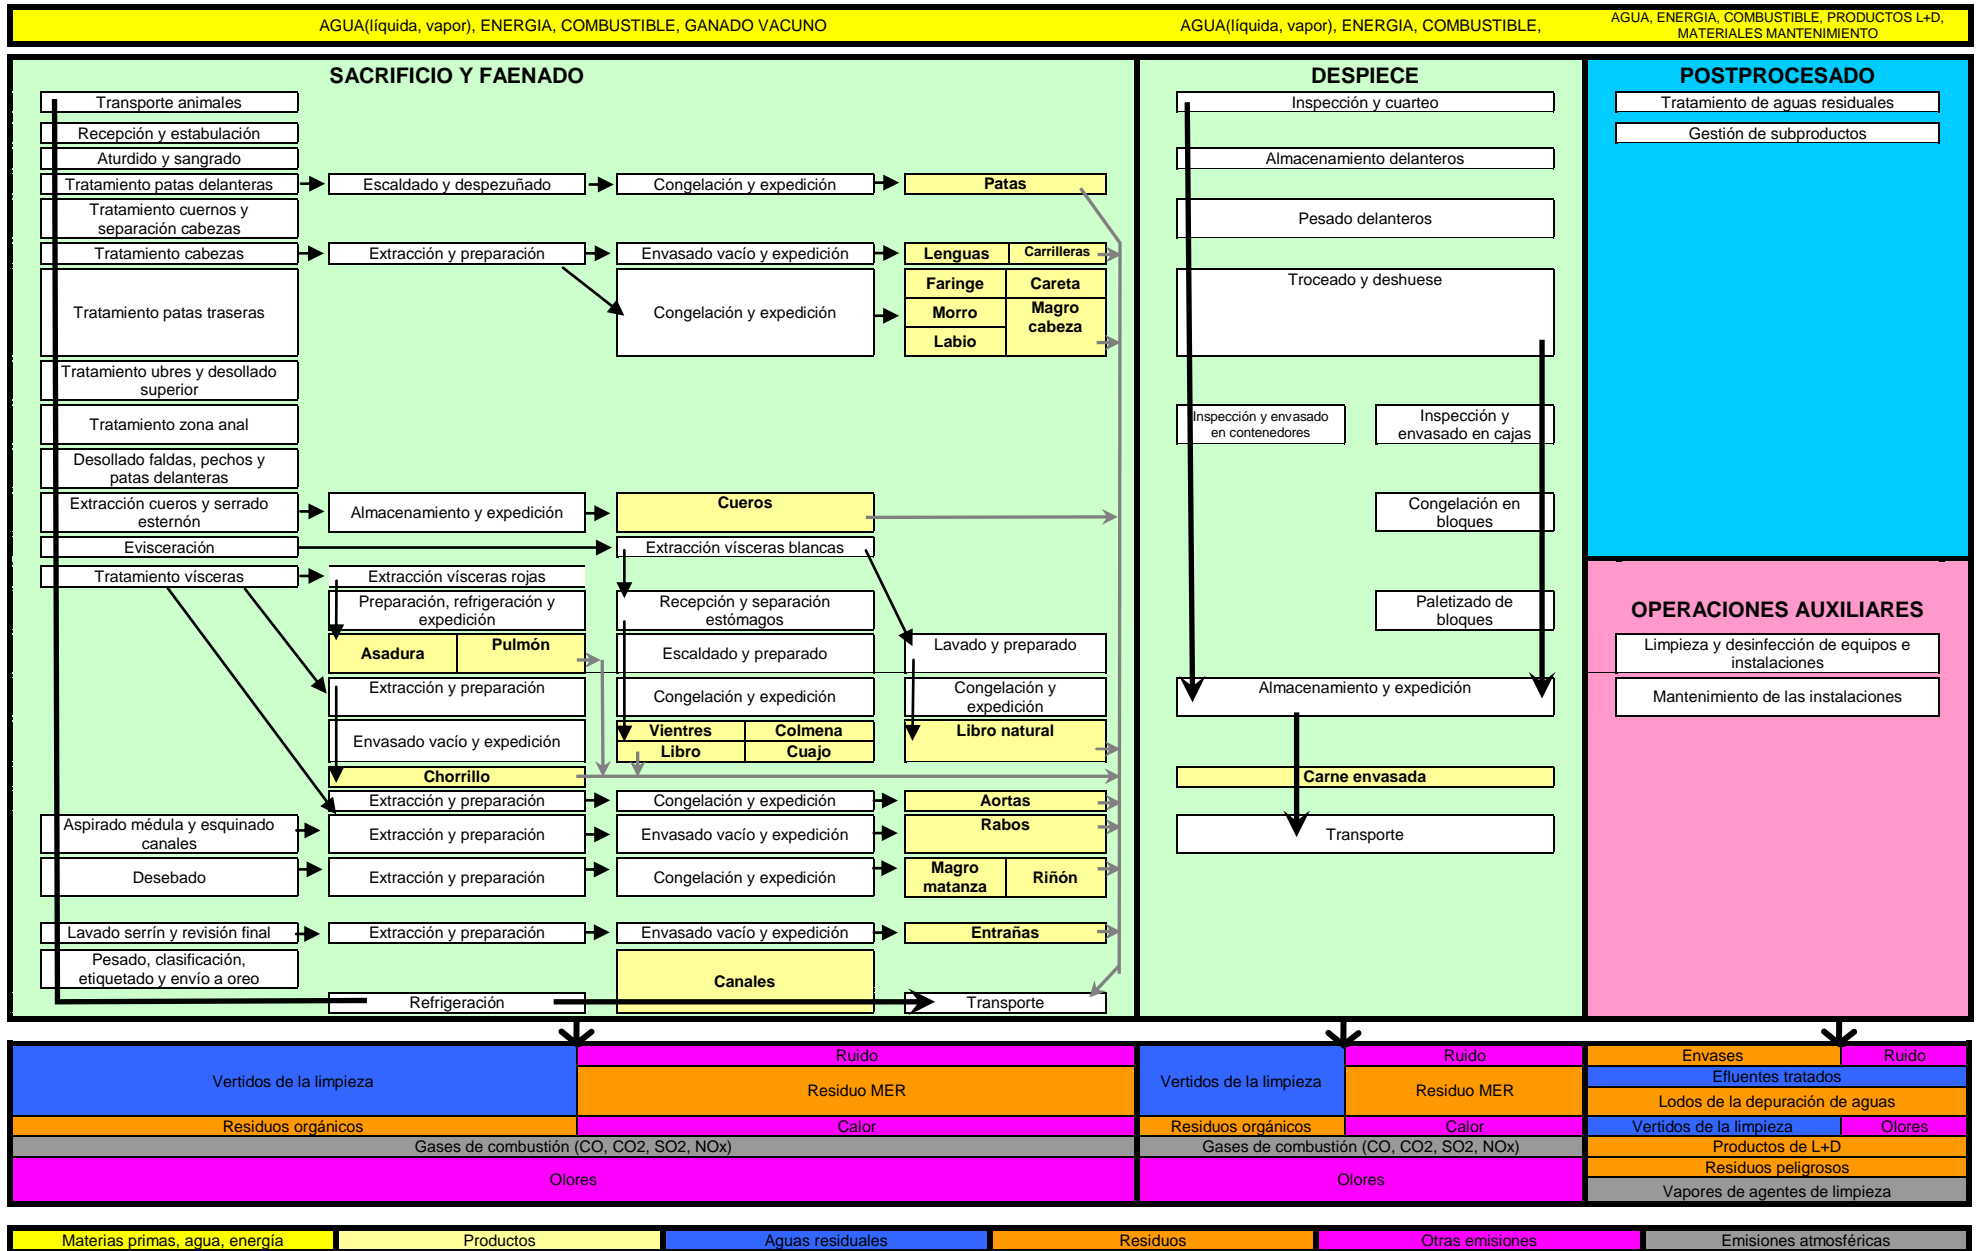 AGUA(líquida, vapor), ENERGIA, COMBUSTIBLE, GANADO VACUNO
AGUA(líquida, vapor), ENERGIA, COMBUSTIBLE,
AGUA, ENERGIA, COMBUSTIBLE, PRODUCTOS L+D,
MATERIALES MANTENIMIENTO
SACRIFICIO Y FAENADO
Transporte animales
Recepción y estabulación
Aturdido y sangrado
Tratamiento patas delanteras
Escaldado y despezuñado
Congelación y expedición
Patas
Tratamiento cuernos y
separación cabezas
Tratamiento cabezas
Extracción y preparación
Envasado vacío y expedición
Lenguas
Carrilleras
Tratamiento patas traseras
Congelación y expedición
Faringe
Careta
Morro
Magro
cabeza
Labio
Tratamiento ubres y desollado
superior
Tratamiento zona anal
Desollado faldas, pechos y
patas delanteras
Extracción cueros y serrado
esternón
Almacenamiento y expedición
Cueros
Evisceración
Extracción vísceras blancas
Tratamiento vísceras
Extracción vísceras rojas
Preparación, refrigeración y
expedición
Recepción y separación
estómagos
Asadura
Pulmón
Escaldado y preparado
Lavado y preparado
Extracción y preparación
Congelación y expedición
Congelación y
expedición
Envasado vacío y expedición
Vientres
Colmena
Libro
Cuajo
Libro natural
Chorrillo
Extracción y preparación
Congelación y expedición
Aortas
Aspirado médula y esquinado
canales
Extracción y preparación
Envasado vacío y expedición
Rabos
Desebado
Extracción y preparación
Congelación y expedición
Magro
matanza
Riñón
Lavado serrín y revisión final
Extracción y preparación
Envasado vacío y expedición
Entrañas
Pesado, clasificación,
etiquetado y envío a oreo
Canales
Refrigeración
Transporte
DESPIECE
Inspección y cuarteo
Almacenamiento delanteros
Pesado delanteros
Troceado y deshuese
Inspección y envasado
en contenedores
Inspección y
envasado en cajas
Congelación en
bloques
Paletizado de
bloques
Almacenamiento y expedición
Carne envasada
Transporte
POSTPROCESADO
Tratamiento de aguas residuales
Gestión de subproductos
OPERACIONES AUXILIARES
Limpieza y desinfección de equipos e
instalaciones
Mantenimiento de las instalaciones
Vertidos de la limpieza
Ruido
Residuo MER
Residuos orgánicos
Calor
Gases de combustión (CO, CO2, SO2, NOx)
Olores
Vertidos de la limpieza
Ruido
Residuo MER
Residuos orgánicos
Calor
Gases de combustión (CO, CO2, SO2, NOx)
Olores
Envases
Ruido
Efluentes tratados
Lodos de la depuración de aguas
Vertidos de la limpieza
Olores
Productos de L+D
Residuos peligrosos
Vapores de agentes de limpieza
Materias primas, agua, energía
Productos
Aguas residuales
Residuos
Otras emisiones
Emisiones atmosféricas